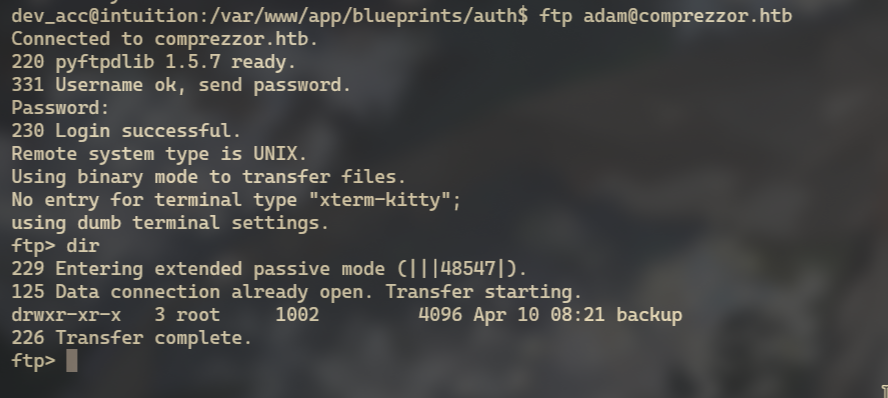 dev_acc@intuition:/var/www/app/blueprints/auth$ ftp adam@comprezzor.htb
Connected to comprezzor.htb.
220 pyftpdlib 1.5.7 ready.
331 Username ok, send password.
Password:
230 Login successful.
Remote system type is UNIX.
Using binary mode to transfer files.
No entry for terminal type "xterm-kitty";
using dumb terminal settings.
ftp> dir
229 Entering extended passive mode (|||48547|).
125 Data connection already open. Transfer starting.
drwxr-xr-x   3 root     1002         4096 Apr 10 08:21 backup
226 Transfer complete.
ftp>